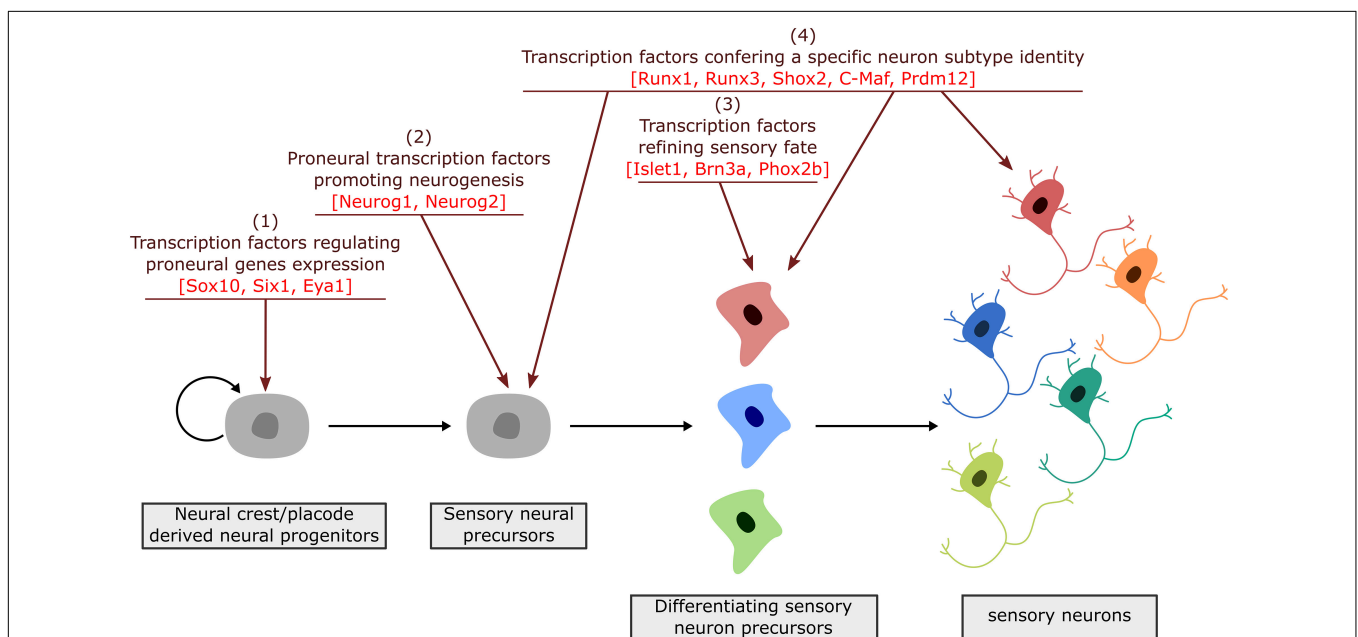 (4)
Transcription factors confering a specific neuron subtype identity
[Runx1, Runx3, Shox2, C-Maf, Prdm12]
(3)
Transcription factors
refining sensory fate
[Islet1, Brn3a, Phox2b]
(2)
Proneural transcription factors
promoting neurogenesis
[Neurog1, Neurog2]
(1)
Transcription factors regulating
proneural genes expression
[Sox10, Six1, Eya1]
Neural crest/placode
derived neural progenitors
Sensory neural
precursors
Differentiating sensory
neuron precursors
sensory neurons